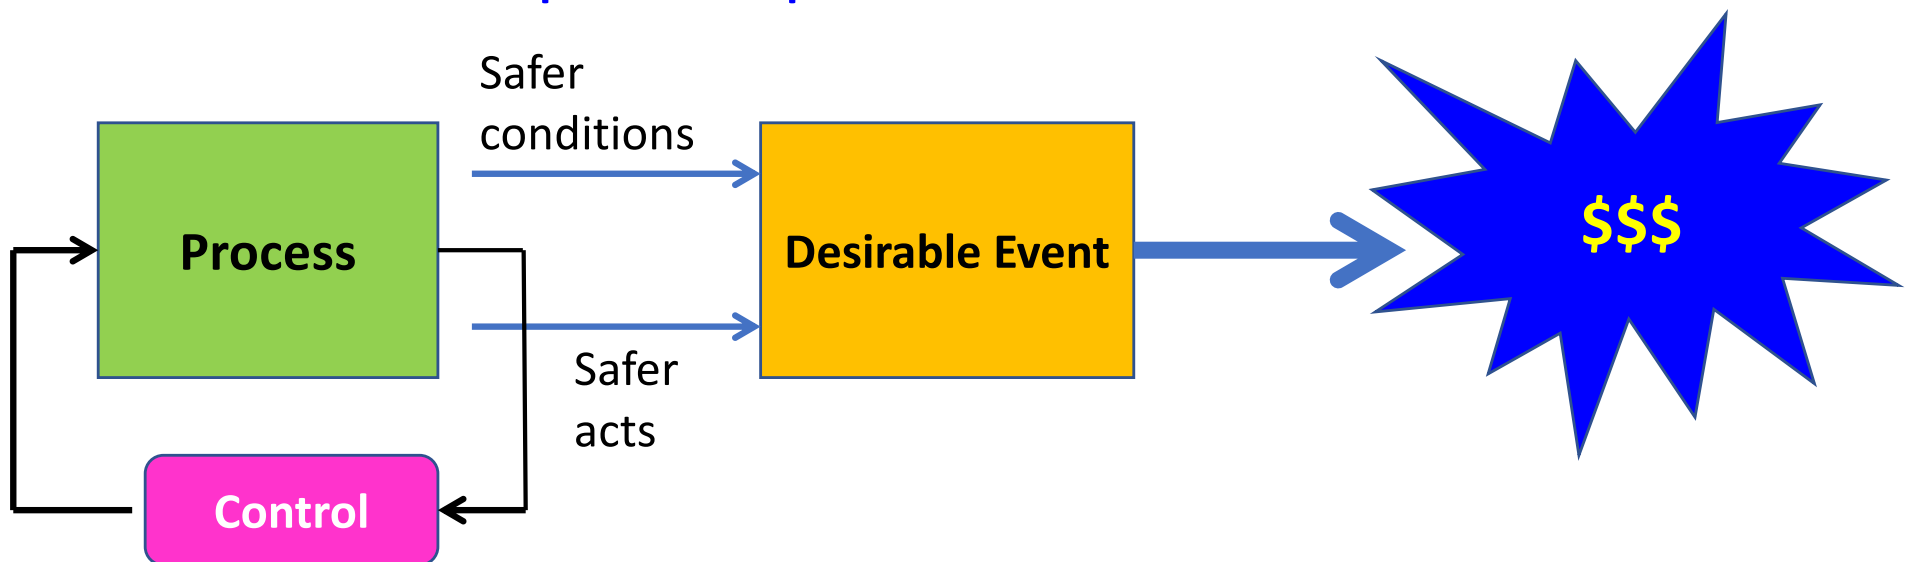 Safer
conditions
Process
Desirable Event
$$$
Safer
acts
Control